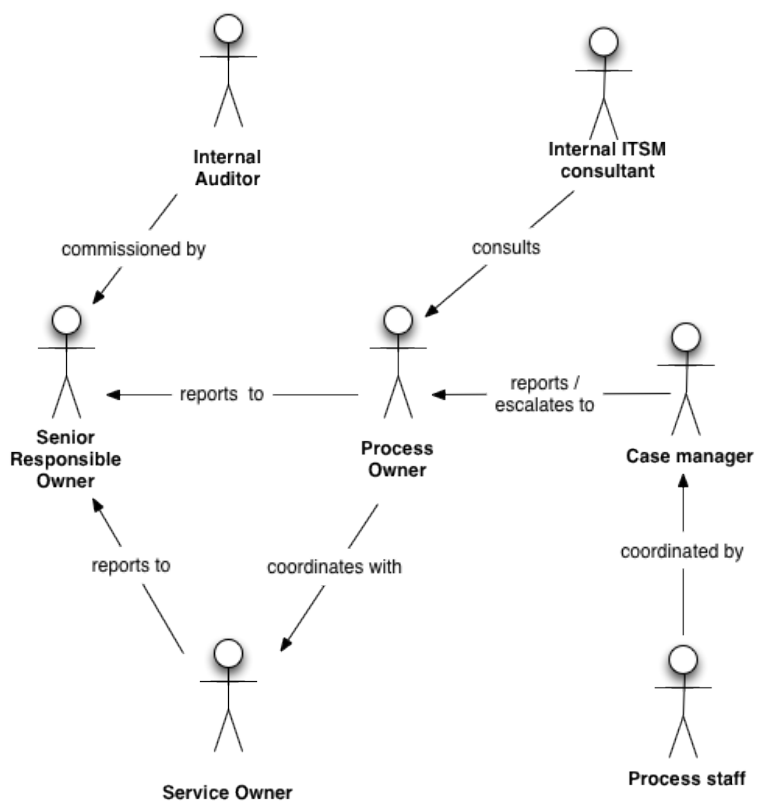 Internal
Auditor
Internal ITSM
consultant
commissioned by
consults
reports to
reports /
escalates to
Senior
Responsible
Owner
Process
Owner
Case manager
reports to
coordinates with
coordinated by
Service Owner
Process staff